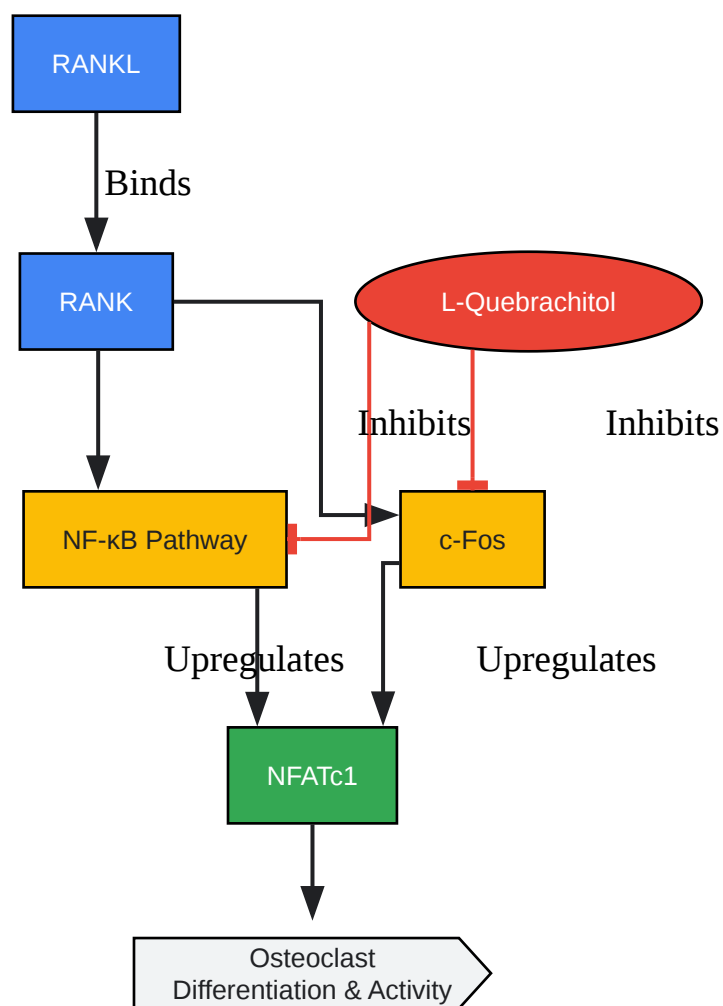 RANKL
Binds
RANK
L-Quebrachitol
Inhibits
Inhibits
NF-κB Pathway
c-Fos
Upregulates
Upregulates
NFATc1
Osteoclast
Differentiation & Activity